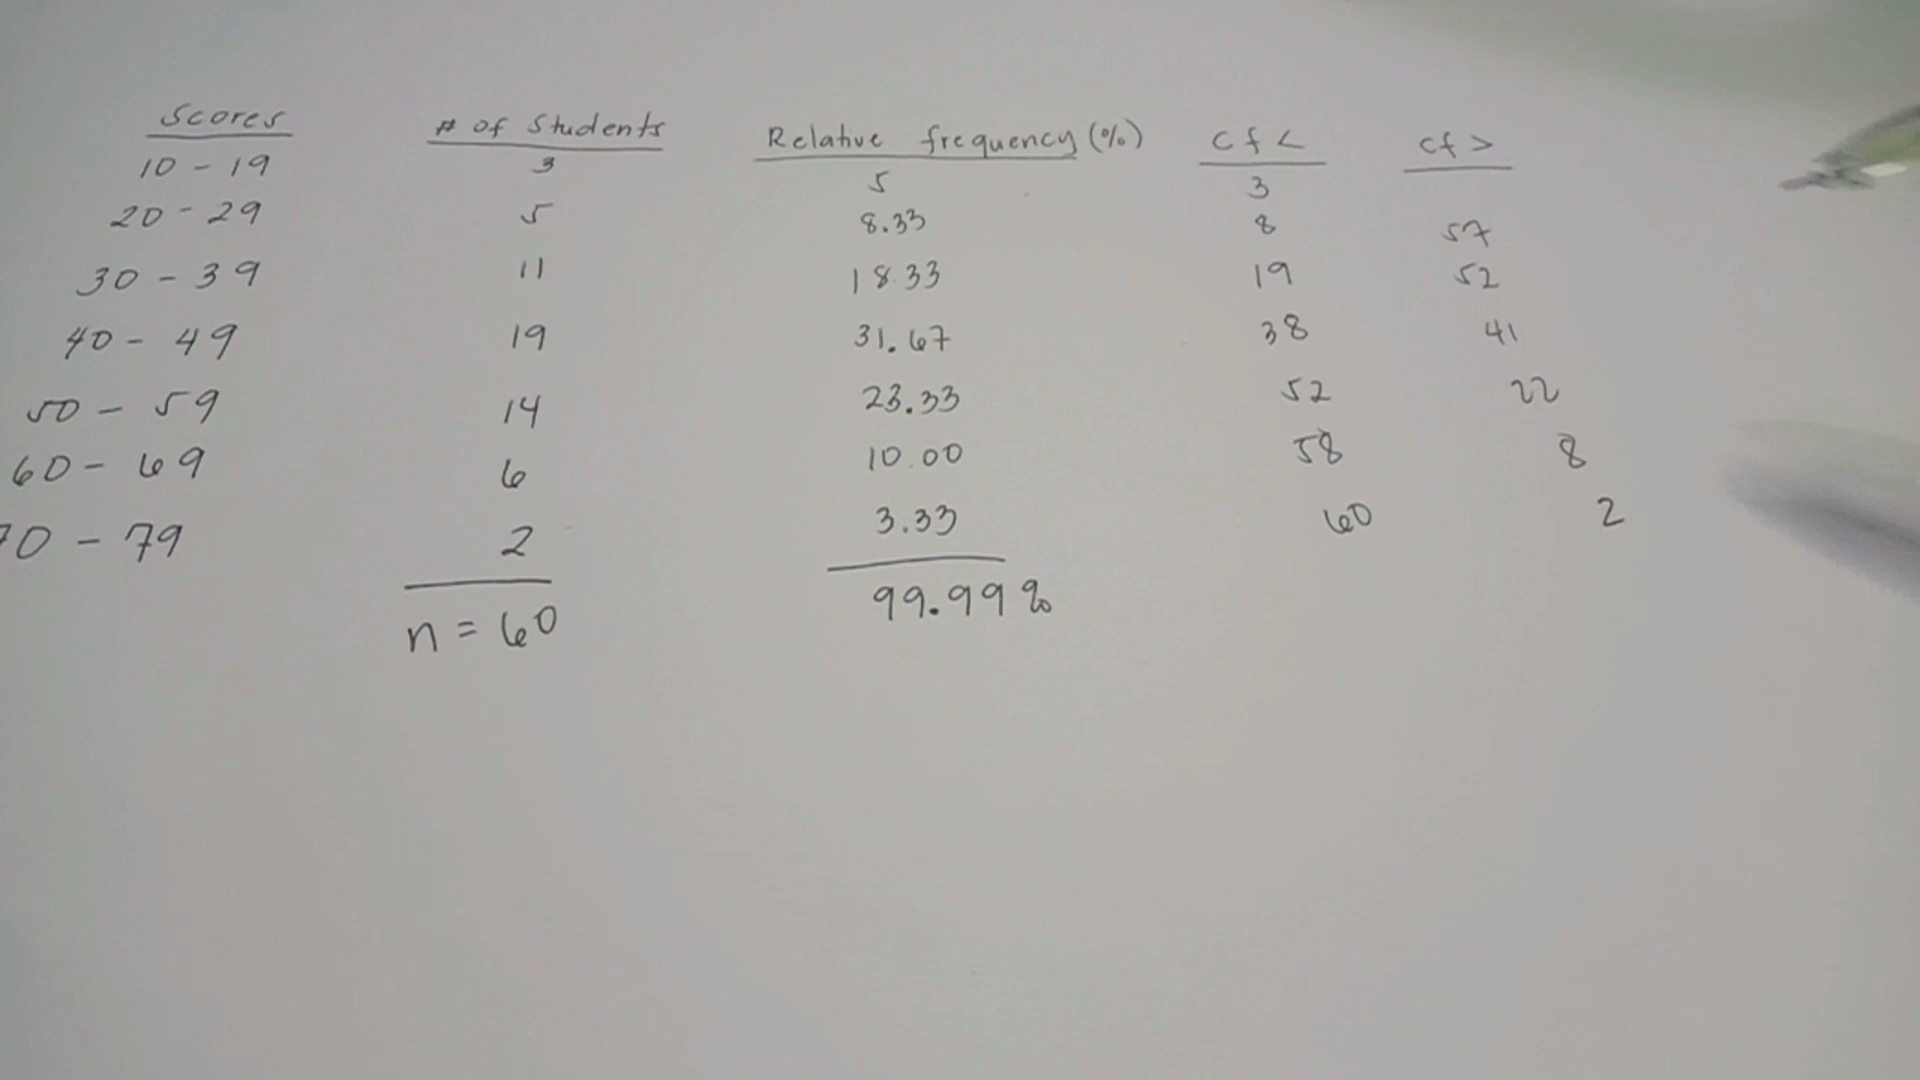 Scores # of Students Relative frequency (%) cf < cf >
10 - 19 3 5 3
20 - 29 5 8.33 8 57
30 - 39 11 18.33 19 52
40 - 49 19 31.67 38 41
50 - 59 14 23.33 52 22
60 - 69 6 10.00 58 8
70 - 79 2 3.33 60 2
n = 60 99.99%